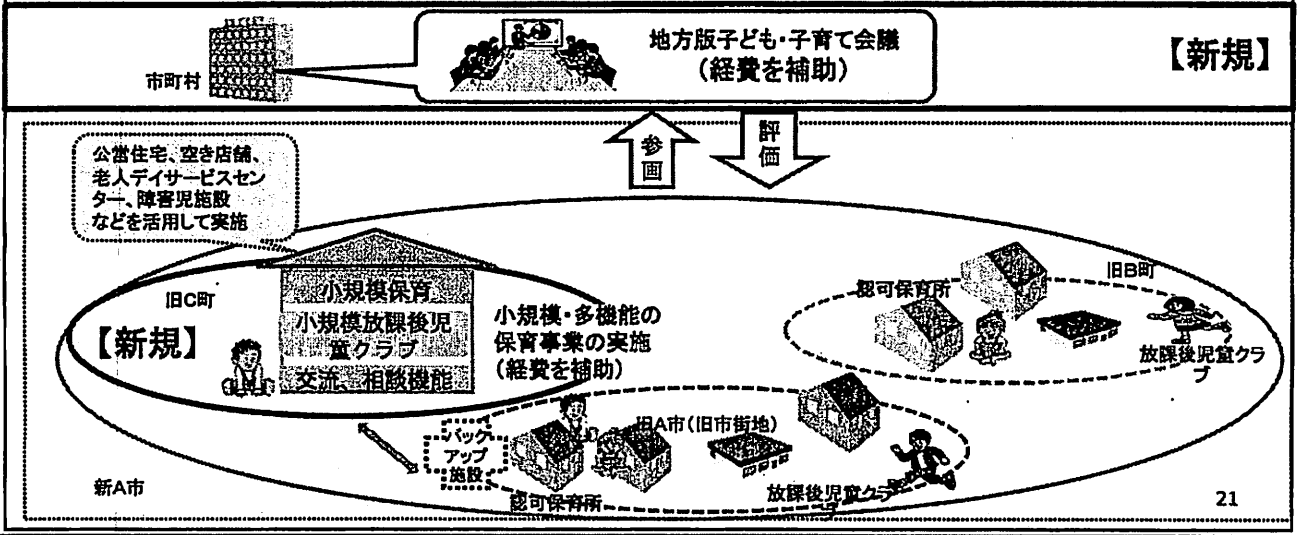 市町村
地方版子ども・子育て会議
（経費を補助）
【新規】
参画
評価
公営住宅、空き店舗、
老人デイサービスセン
ター、障害児施設
などを活用して実施
旧C町
【新規】
小規模保育
小規模放課後児
童クラブ
交流、相談機能
小規模・多機能の
保育事業の実施
（経費を補助）
旧B町
認可保育所
放課後児童クラ
ブ
バック
アップ
施設
旧A市（旧市街地）
認可保育所
放課後児童クラ
ブ
新A市
21